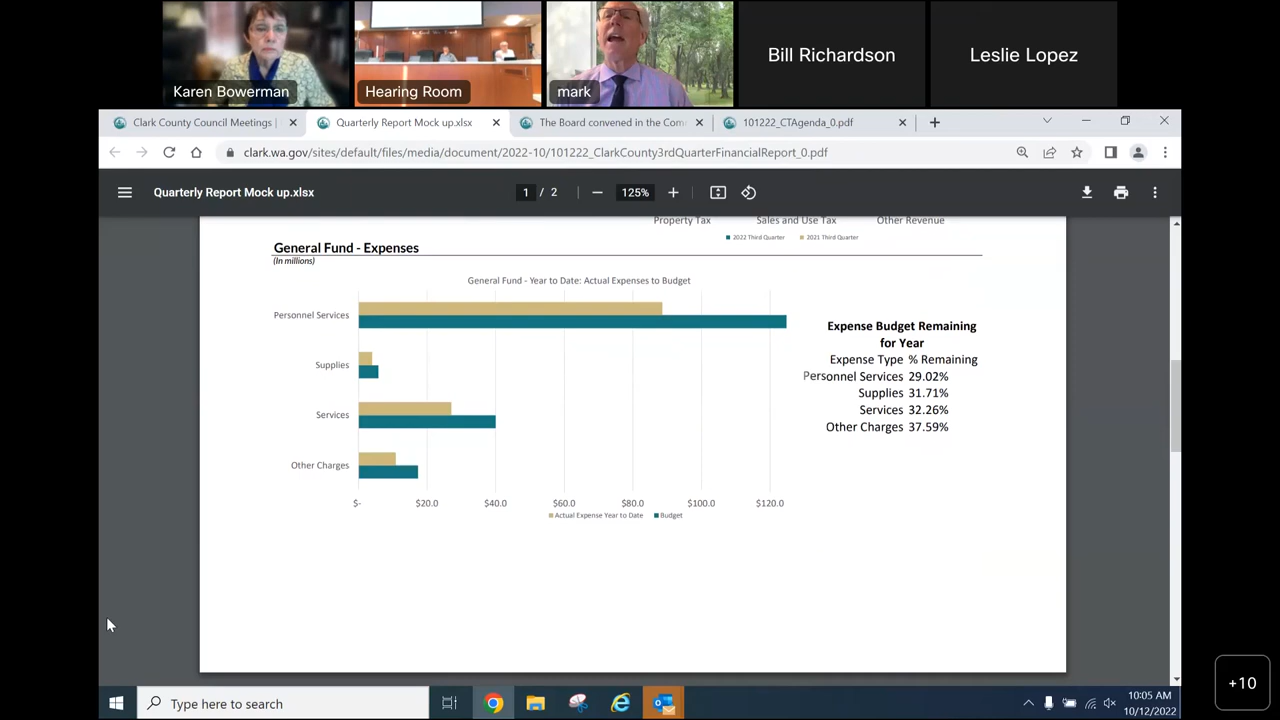 Karen Bowerman
Hearing Room
mark
Bill Richardson
Leslie Lopez
Clark County Council Meetings |
Quarterly Report Mock up.xlsx
The Board convened in the Com
101222_CTAgenda_0.pdf
clark.wa.gov/sites/default/files/media/document/2022-10/101222_ClarkCounty3rdQuarterFinancialReport_0.pdf
Quarterly Report Mock up.xlsx
1 / 2
125%
Property Tax Sales and Use Tax Other Revenue
2022 Third Quarter 2021 Third Quarter
General Fund - Expenses
(In millions)
General Fund - Year to Date: Actual Expenses to Budget
Personnel Services
Supplies
Services
Other Charges
$- $20.0 $40.0 $60.0 $80.0 $100.0 $120.0
Actual Expense Year to Date Budget
Expense Budget Remaining
for Year
Expense Type % Remaining
Personnel Services 29.02%
Supplies 31.71%
Services 32.26%
Other Charges 37.59%
+10
Type here to search
10:05 AM
10/12/2022